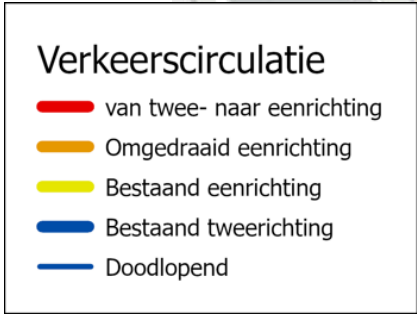 Verkeerscirculatie
van twee- naar eenrichting
Omgedraaid eenrichting
Bestaand eenrichting
Bestaand tweerichting
Doodlopend